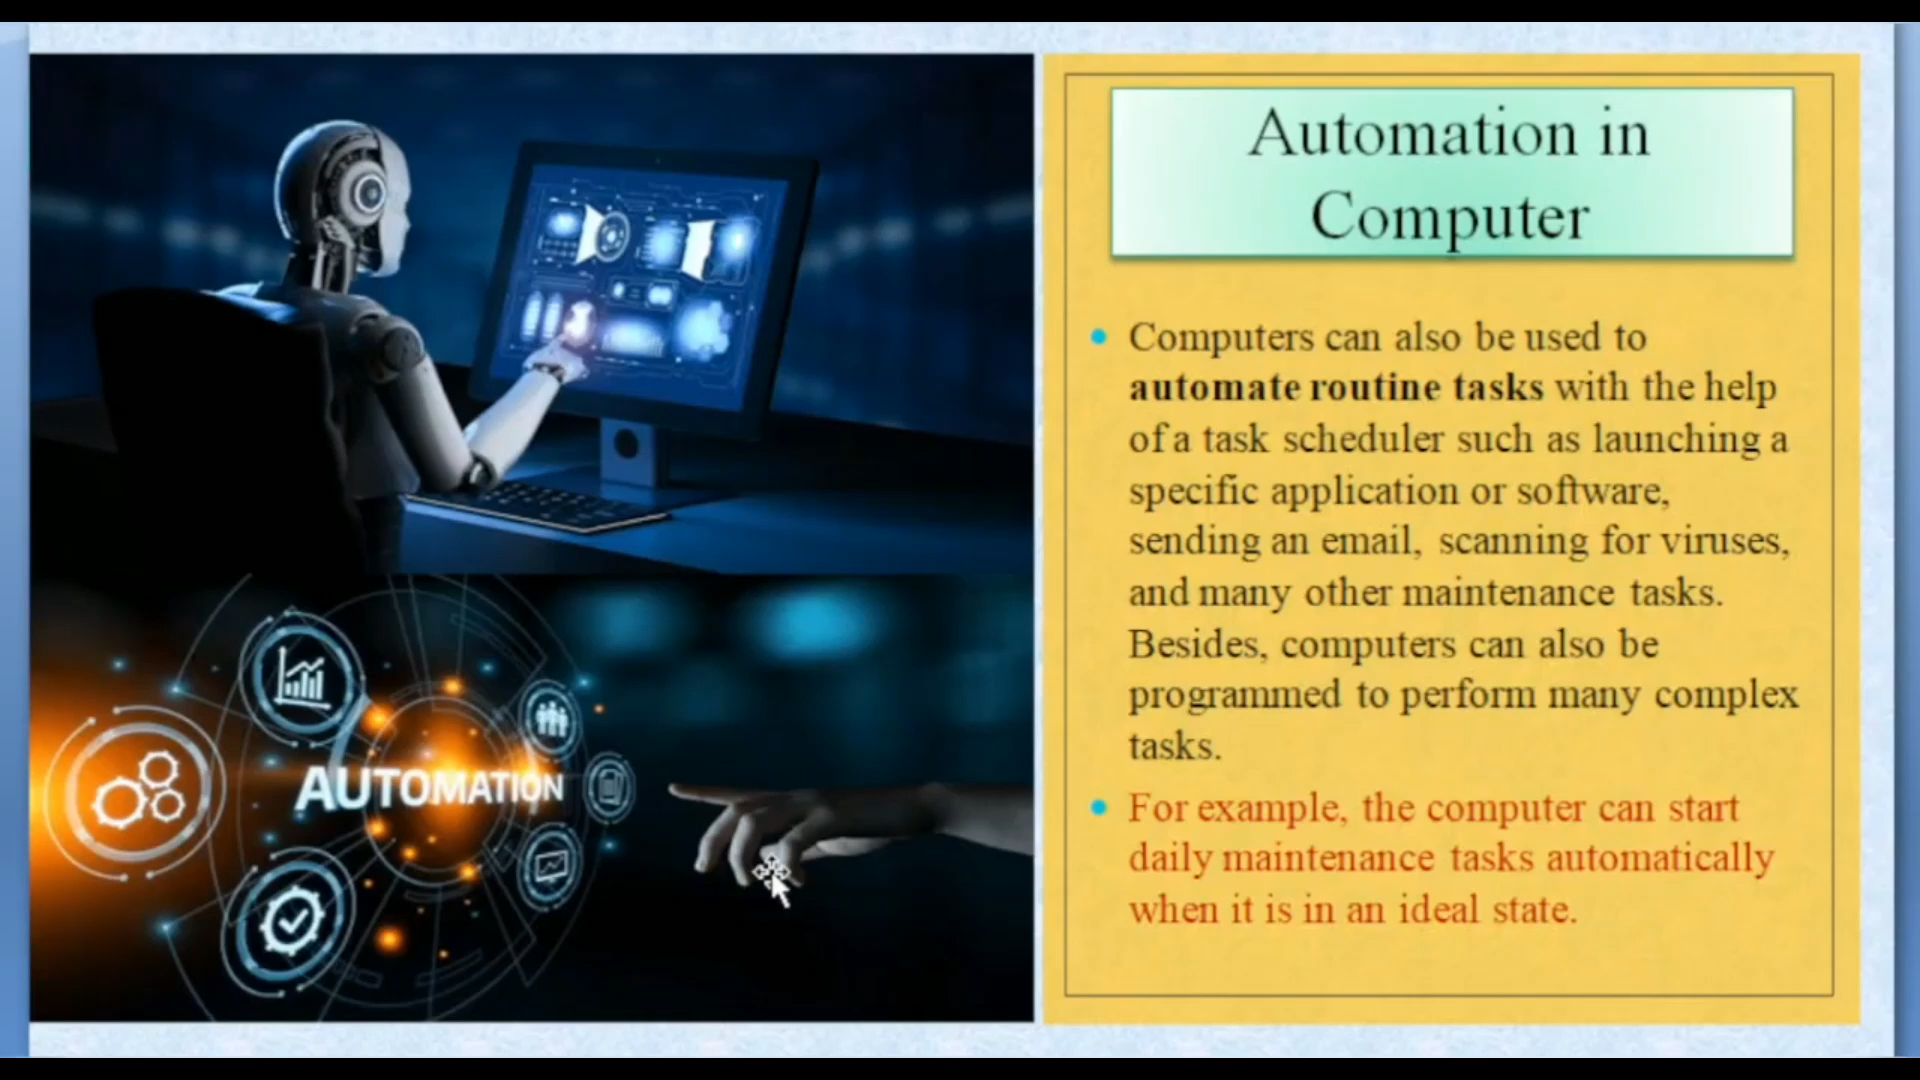 Automation in
Computer
Computers can also be used to
automate routine tasks with the help
of a task scheduler such as launching a
specific application or software,
sending an email, scanning for viruses,
and many other maintenance tasks.
Besides, computers can also be
programmed to perform many complex
tasks.
For example, the computer can start
daily maintenance tasks automatically
when it is in an ideal state.
AUTOMATION